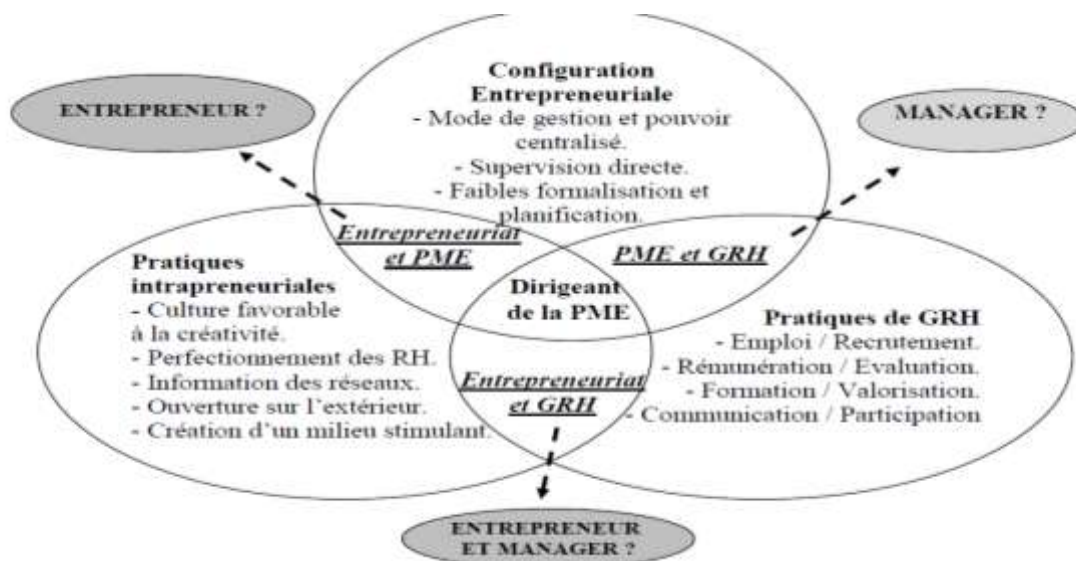 Configuration
Entrepreneuriale
- Mode de gestion et pouvoir
centralisé.
- Supervision directe.
- Faibles formalisation et
planification.
ENTREPRENEUR ?
MANAGER ?
Entrepreneuriat
et PME
PME et GRH
Pratiques
intrapreneuriales
- Culture favorable
à la créativité.
- Perfectionnement des RH.
- Information des réseaux.
- Ouverture sur l'extérieur.
- Création d'un milieu stimulant.
Dirigeant
de la PME
Pratiques de GRH
- Emploi / Recrutement.
- Rémunération / Evaluation.
- Formation / Valorisation.
- Communication / Participation
Entrepreneuriat
et GRH
ENTREPRENEUR
ET MANAGER ?